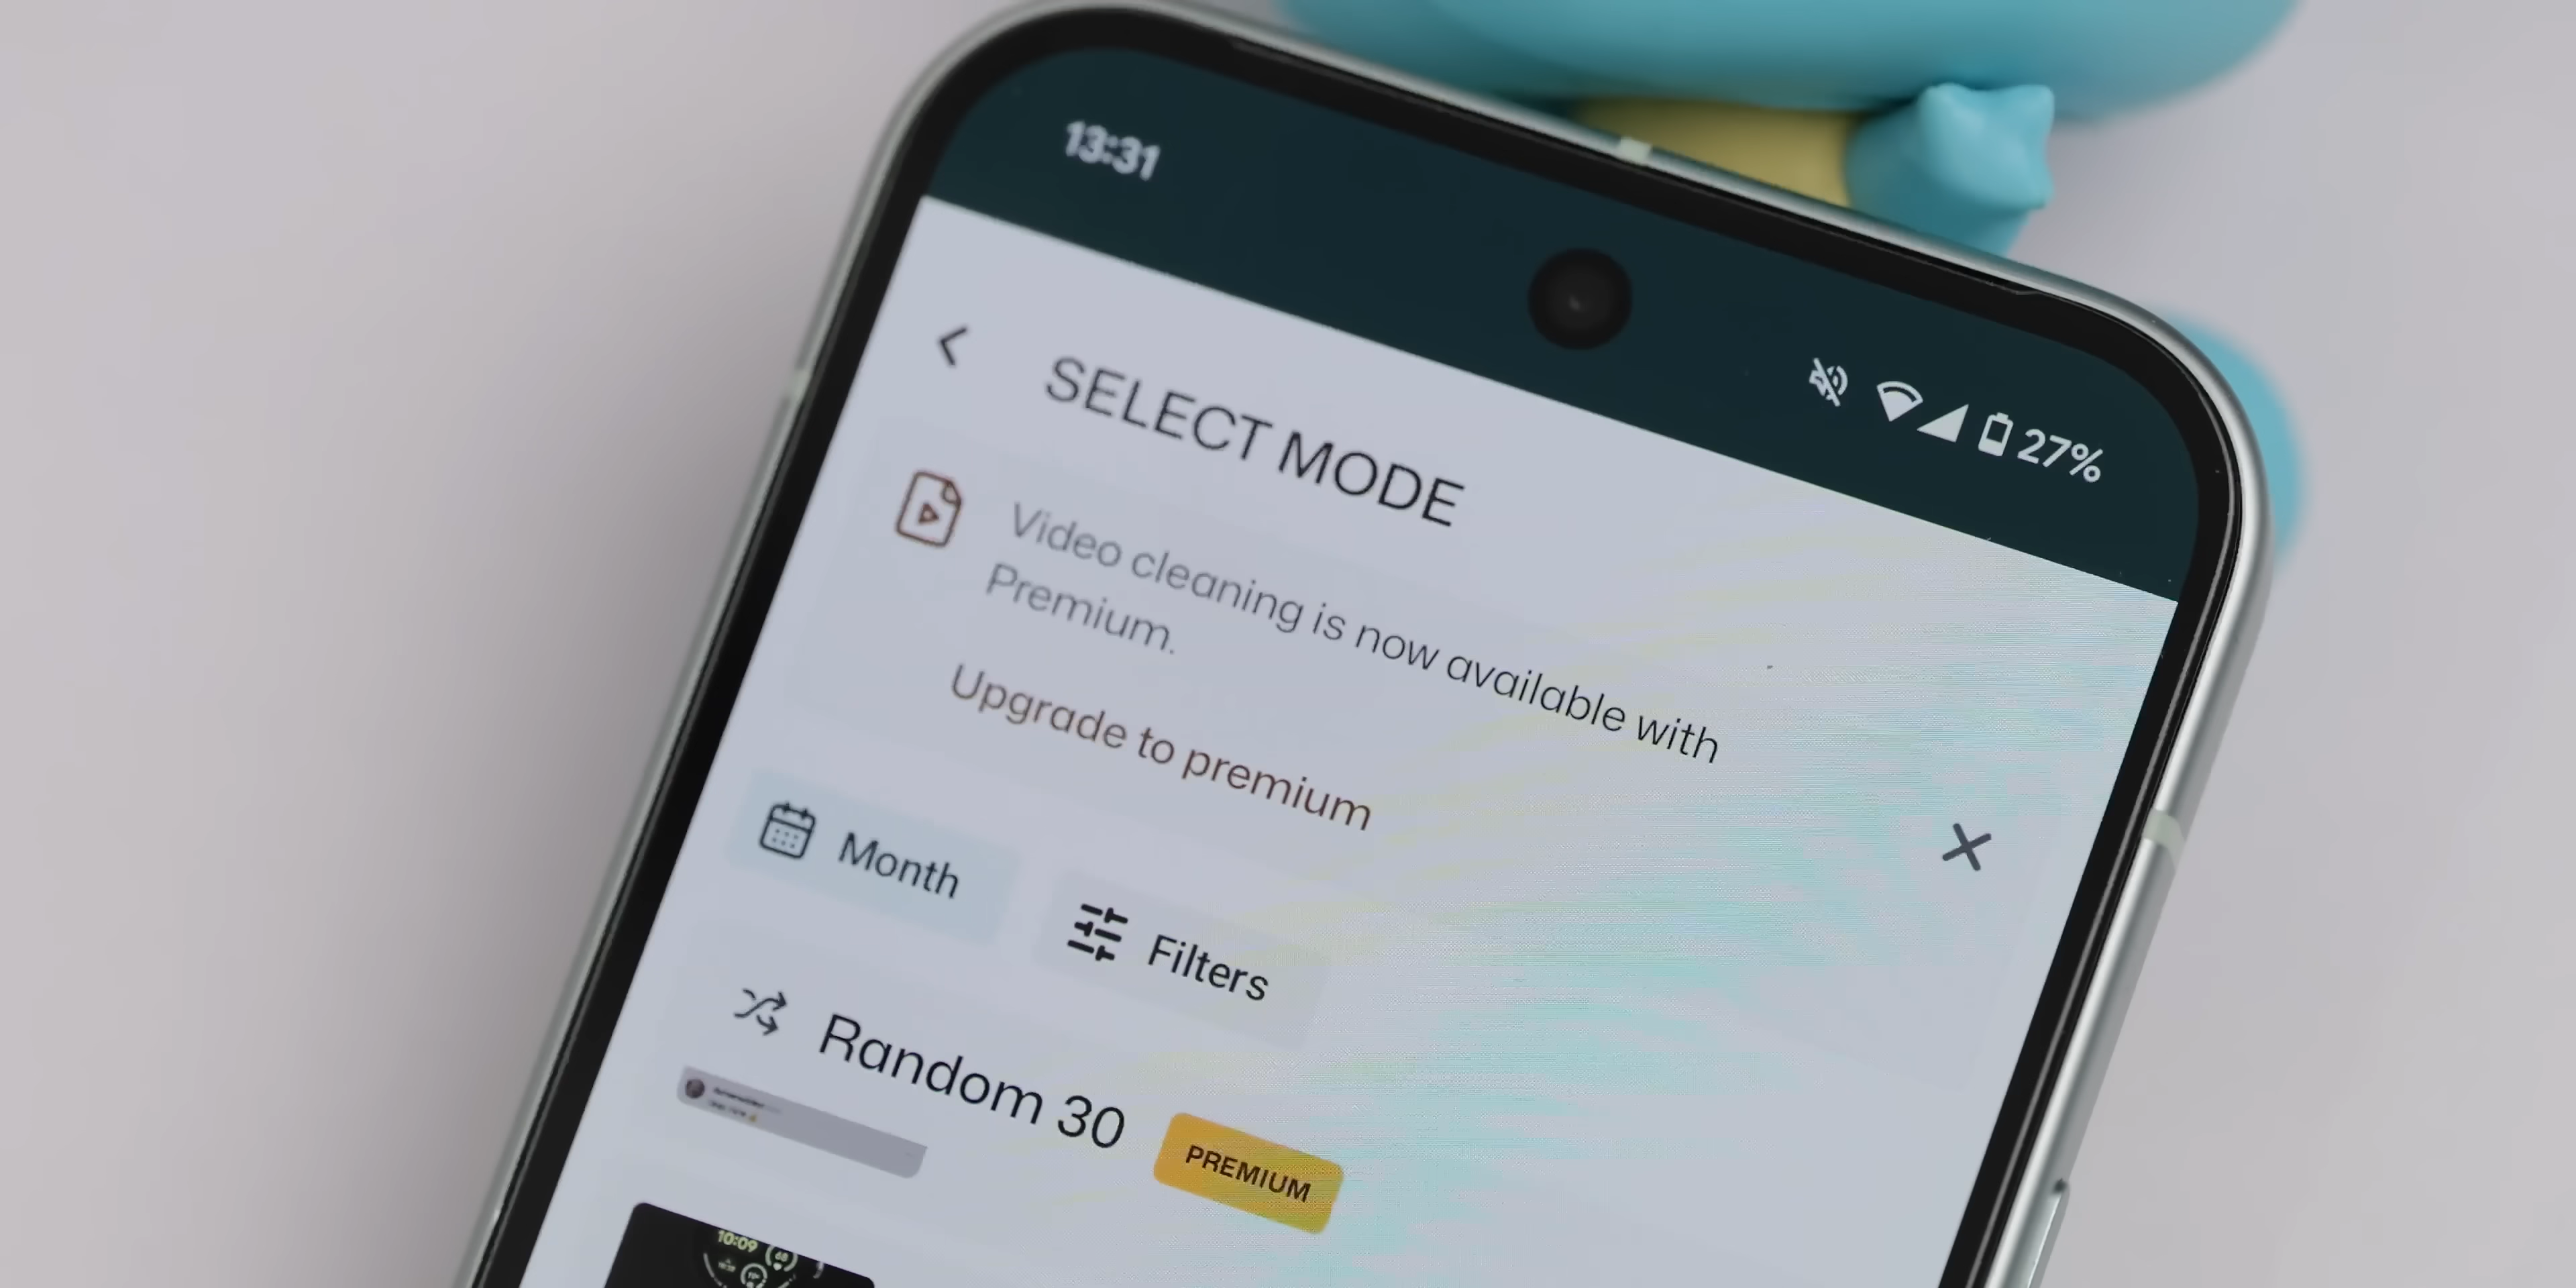 13:31
27%
SELECT MODE
Video cleaning is now available with
Premium.
Upgrade to premium
Month
Filters
Random 30
PREMIUM
10:09
68